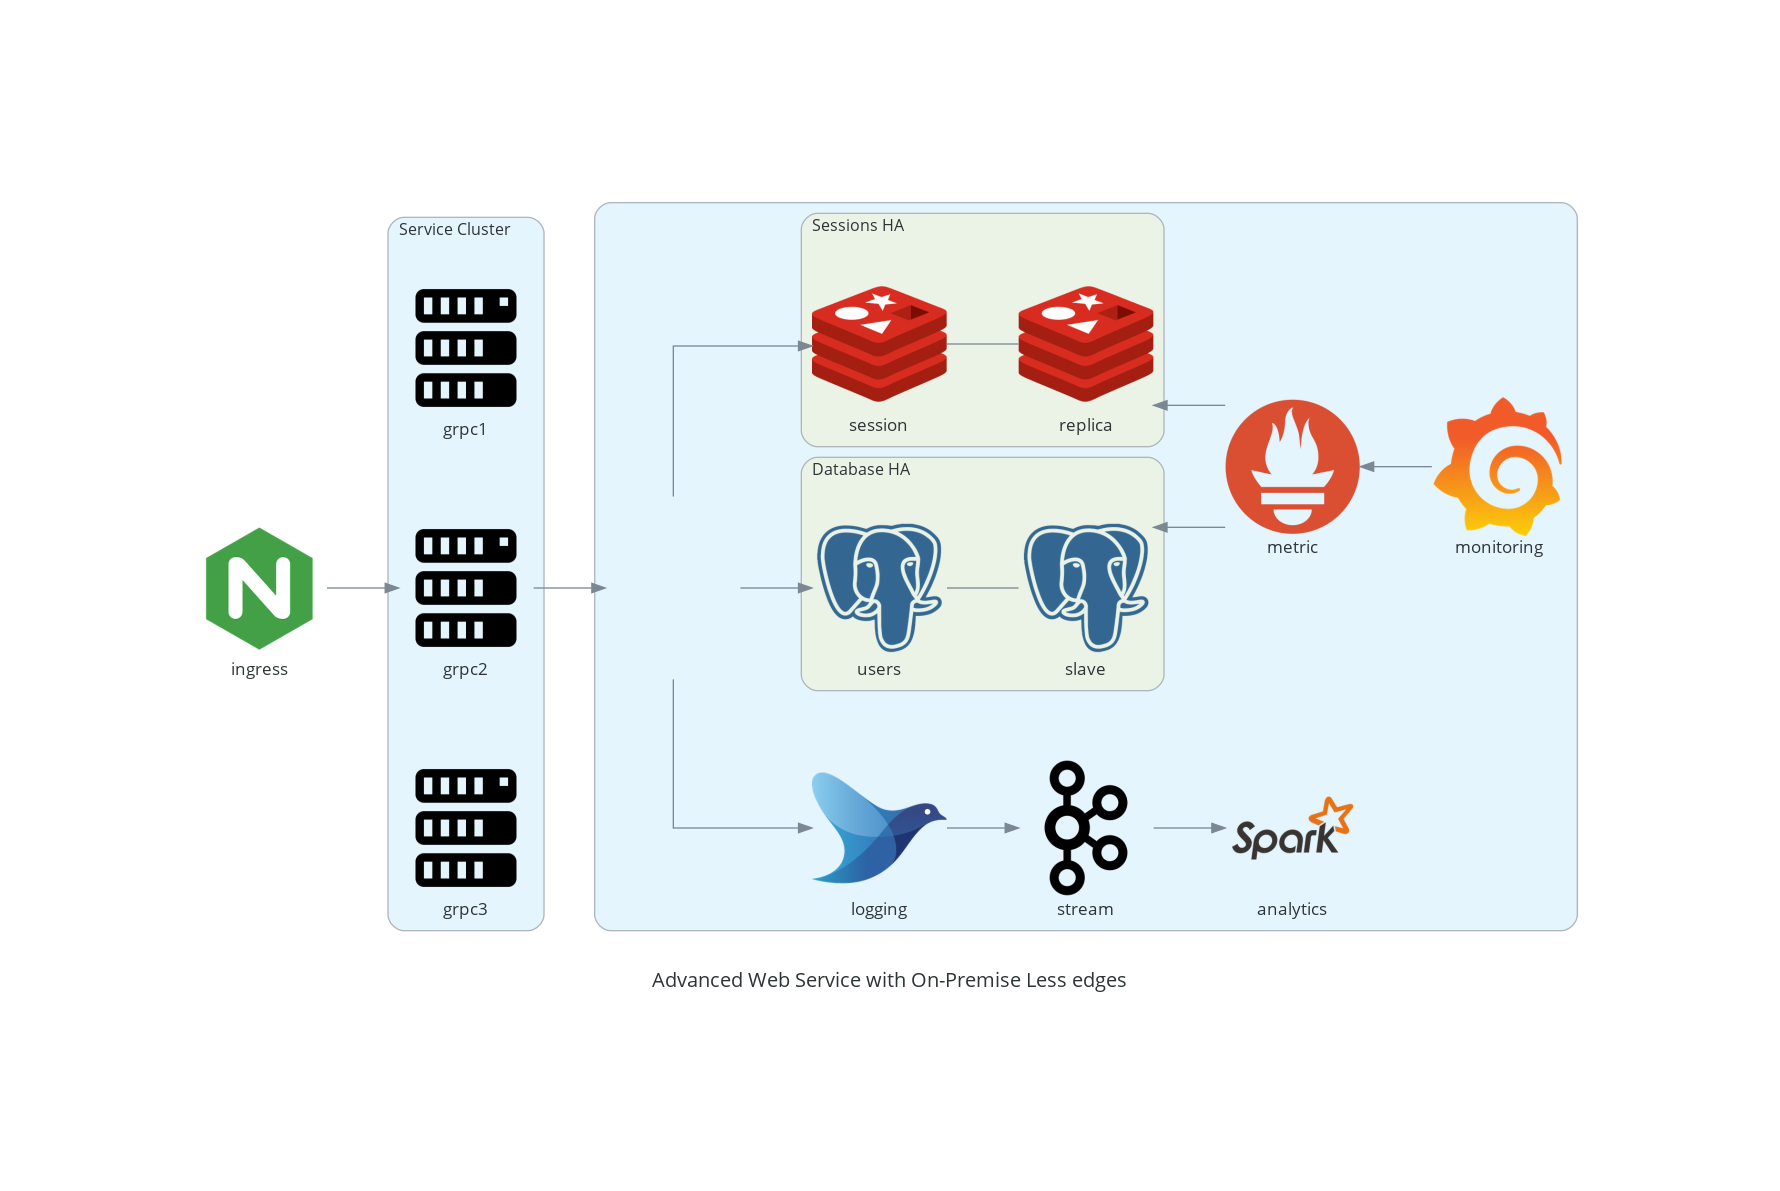 Service Cluster
grpc1
grpc2
grpc3
ingress
Sessions HA
session
replica
Database HA
users
slave
metric
monitoring
logging
stream
Spark
analytics
Advanced Web Service with On-Premise Less edges